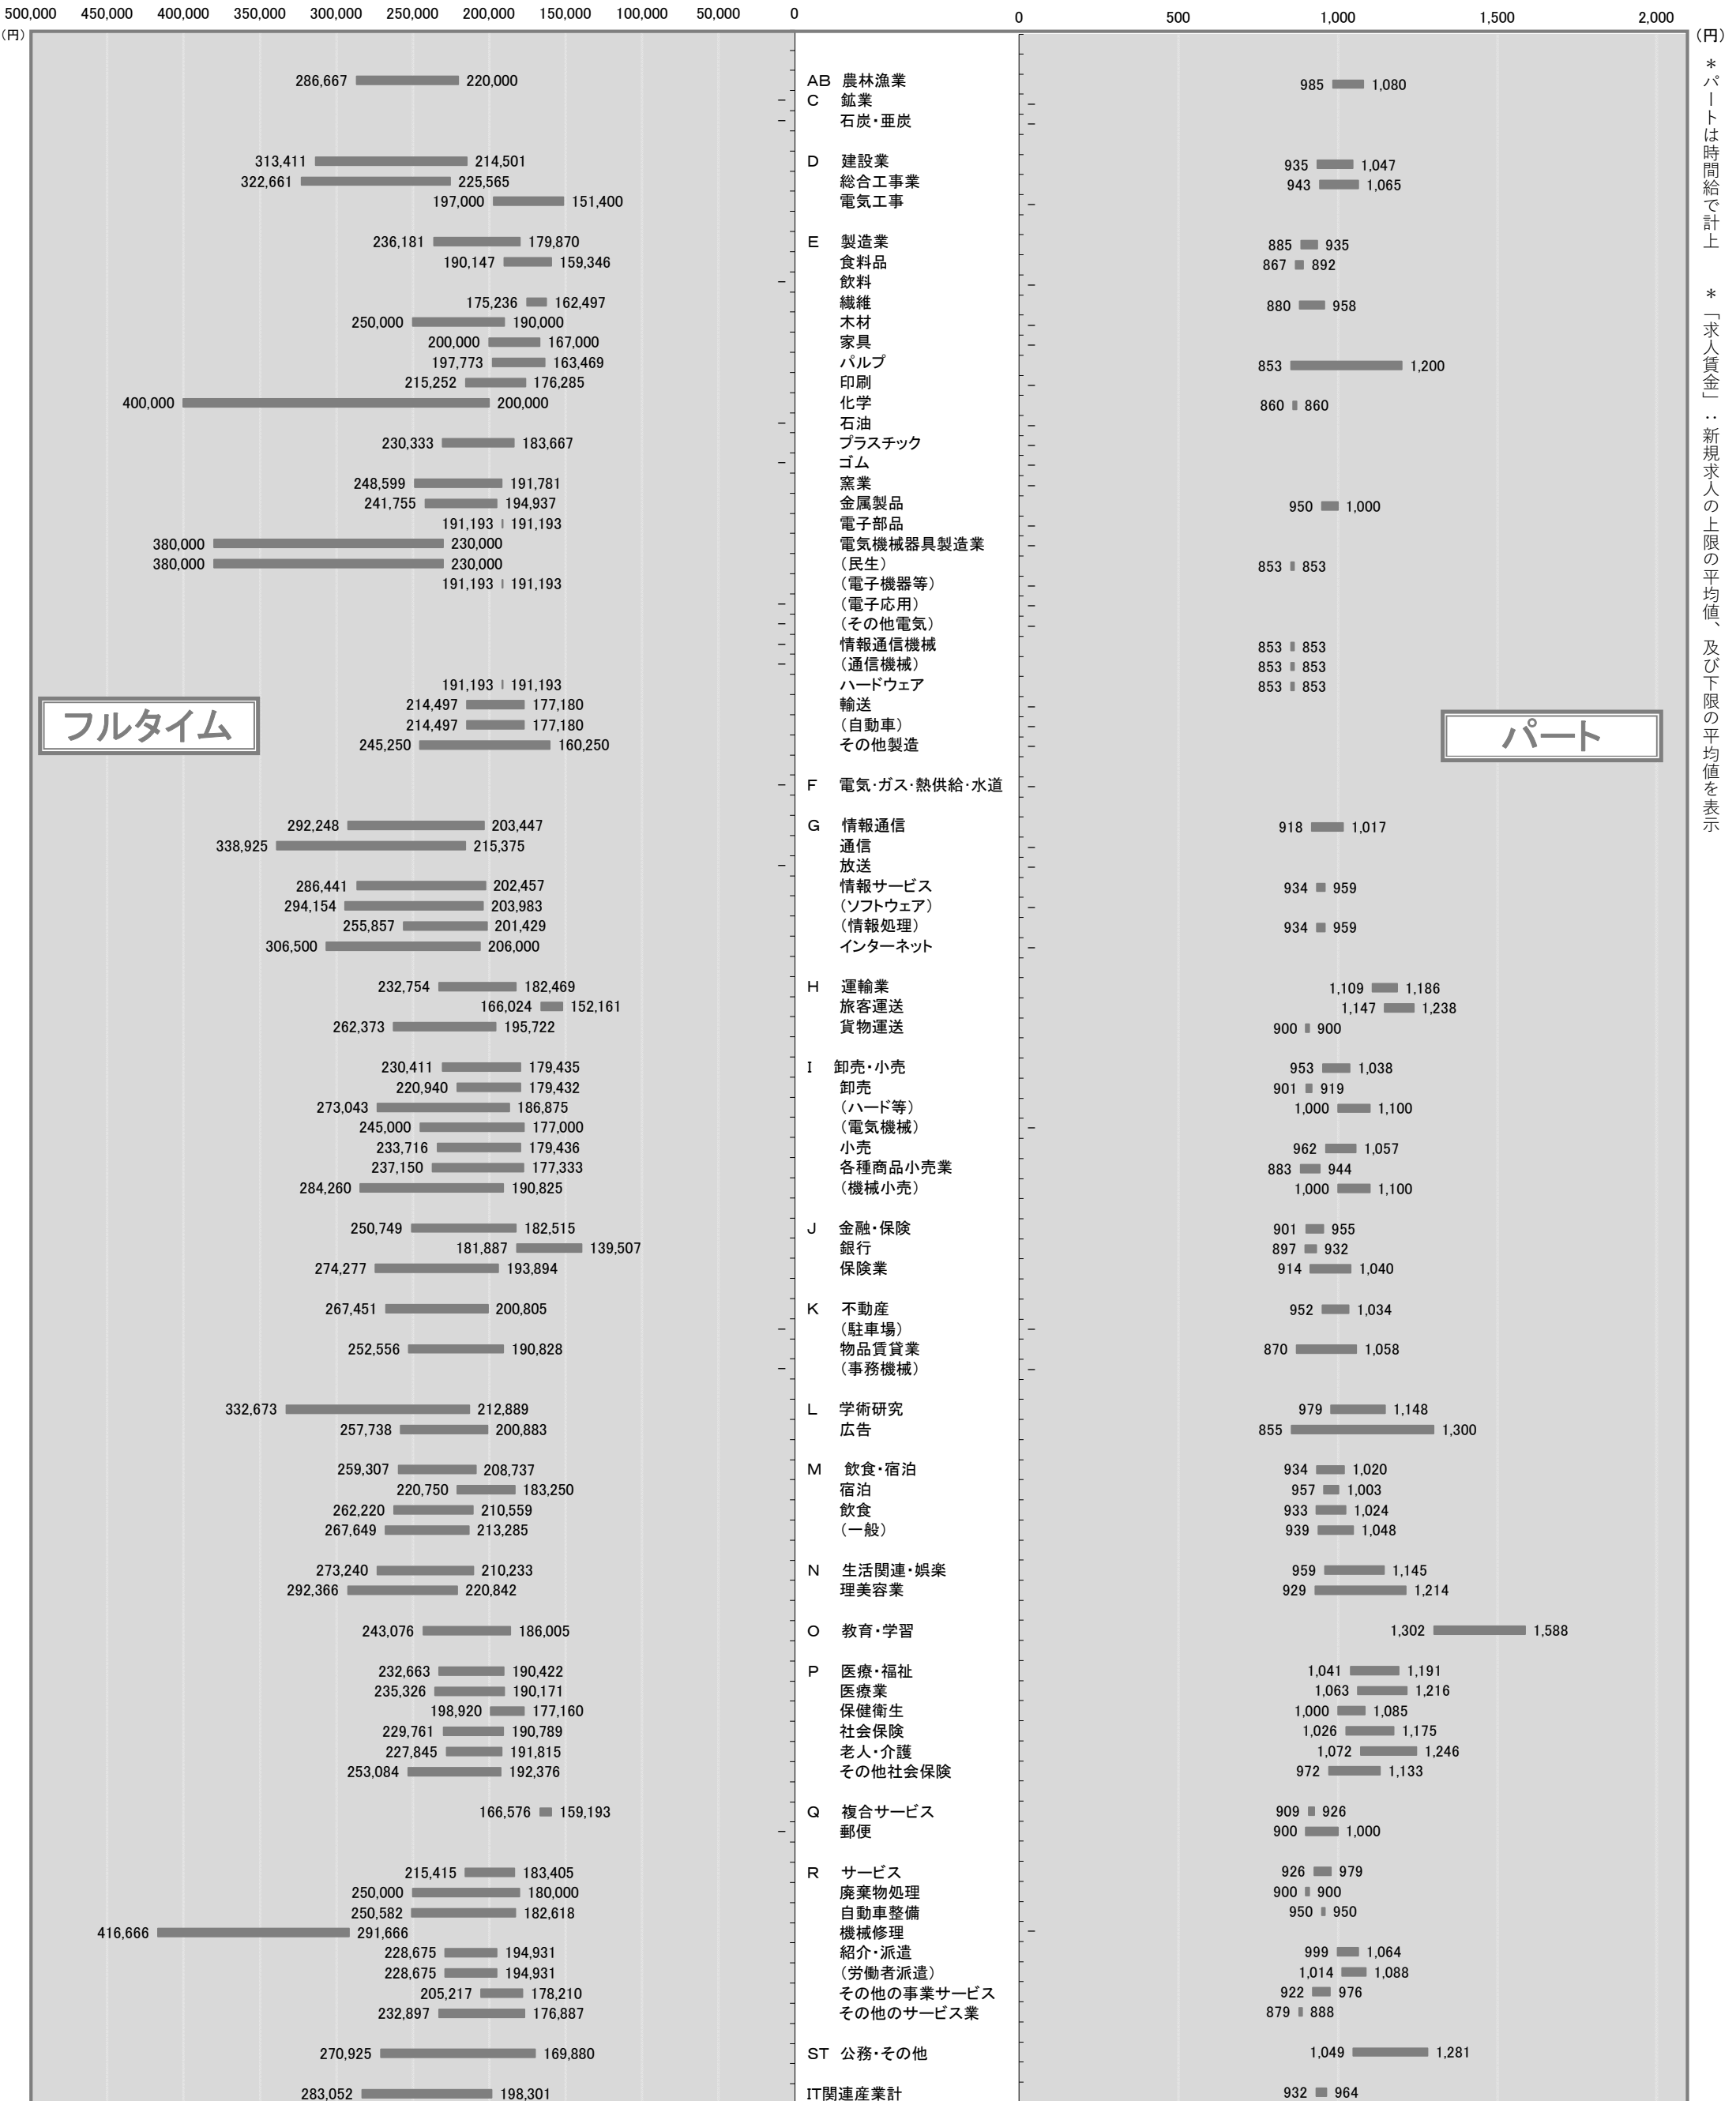 500,000 450,000 400,000 350,000 300,000 250,000 200,000 150,000 100,000 50,000 0 0 500 1,000 1,500 2,000
(円) (円)
286,667 220,000 AB 農林漁業 985 1,080
- C 鉱業 -
- 石炭・亜炭 -
313,411 214,501 D 建設業 935 1,047
322,661 225,565 総合工事業 943 1,065
197,000 151,400 電気工事 -
236,181 179,870 E 製造業 885 935
190,147 159,346 食料品 867 892
- 飲料 -
175,236 162,497 繊維 880 958
250,000 190,000 木材 -
200,000 167,000 家具 -
197,773 163,469 パルプ 853 1,200
215,252 176,285 印刷 -
400,000 200,000 化学 860 860
- 石油 -
230,333 183,667 プラスチック -
- ゴム -
248,599 191,781 窯業 -
241,755 194,937 金属製品 950 1,000
191,193 191,193 電子部品 -
380,000 230,000 電気機械器具製造業 -
380,000 230,000 (民生) 853 853
191,193 191,193 (電子機器等) -
- (電子応用) -
- (その他電気) -
- 情報通信機械 853 853
- (通信機械) 853 853
191,193 191,193 ハードウェア 853 853
214,497 177,180 輸送 -
214,497 177,180 (自動車) -
245,250 160,250 その他製造 -
フルタイム
パート
- F 電気・ガス・熱供給・水道 -
292,248 203,447 G 情報通信 918 1,017
338,925 215,375 通信 -
- 放送 -
286,441 202,457 情報サービス 934 959
294,154 203,983 (ソフトウェア) -
255,857 201,429 (情報処理) 934 959
306,500 206,000 インターネット -
232,754 182,469 H 運輸業 1,109 1,186
166,024 152,161 旅客運送 1,147 1,238
262,373 195,722 貨物運送 900 900
230,411 179,435 I 卸売・小売 953 1,038
220,940 179,432 卸売 901 919
273,043 186,875 (ハード等) 1,000 1,100
245,000 177,000 (電気機械) -
233,716 179,436 小売 962 1,057
237,150 177,333 各種商品小売業 883 944
284,260 190,825 (機械小売) 1,000 1,100
250,749 182,515 J 金融・保険 901 955
181,887 139,507 銀行 897 932
274,277 193,894 保険業 914 1,040
267,451 200,805 K 不動産 952 1,034
- (駐車場) -
252,556 190,828 物品賃貸業 870 1,058
- (事務機械) -
332,673 212,889 L 学術研究 979 1,148
257,738 200,883 広告 855 1,300
259,307 208,737 M 飲食・宿泊 934 1,020
220,750 183,250 宿泊 957 1,003
262,220 210,559 飲食 933 1,024
267,649 213,285 (一般) 939 1,048
273,240 210,233 N 生活関連・娯楽 959 1,145
292,366 220,842 理美容業 929 1,214
243,076 186,005 O 教育・学習 1,302 1,588
232,663 190,422 P 医療・福祉 1,041 1,191
235,326 190,171 医療業 1,063 1,216
198,920 177,160 保健衛生 1,000 1,085
229,761 190,789 社会保険 1,026 1,175
227,845 191,815 老人・介護 1,072 1,246
253,084 192,376 その他社会保険 972 1,133
166,576 159,193 Q 複合サービス 909 926
- 郵便 900 1,000
215,415 183,405 R サービス 926 979
250,000 180,000 廃棄物処理 900 900
250,582 182,618 自動車整備 950 950
416,666 291,666 機械修理 -
228,675 194,931 紹介・派遣 999 1,064
228,675 194,931 (労働者派遣) 1,014 1,088
205,217 178,210 その他の事業サービス 922 976
232,897 176,887 その他のサービス業 879 888
270,925 169,880 ST 公務・その他 1,049 1,281
283,052 198,301 IT関連産業計 932 964
*パートは時間給で計上 *「求人賃金」:新規求人の上限の平均値、及び下限の平均値を表示